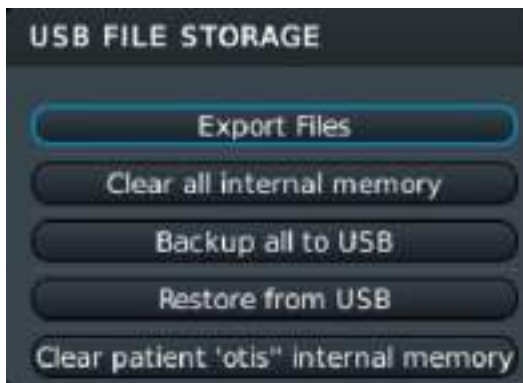 USB FILE STORAGE
Export Files
Clear all internal memory
Backup all to USB
Restore from USB
Clear patient 'otis" internal memory